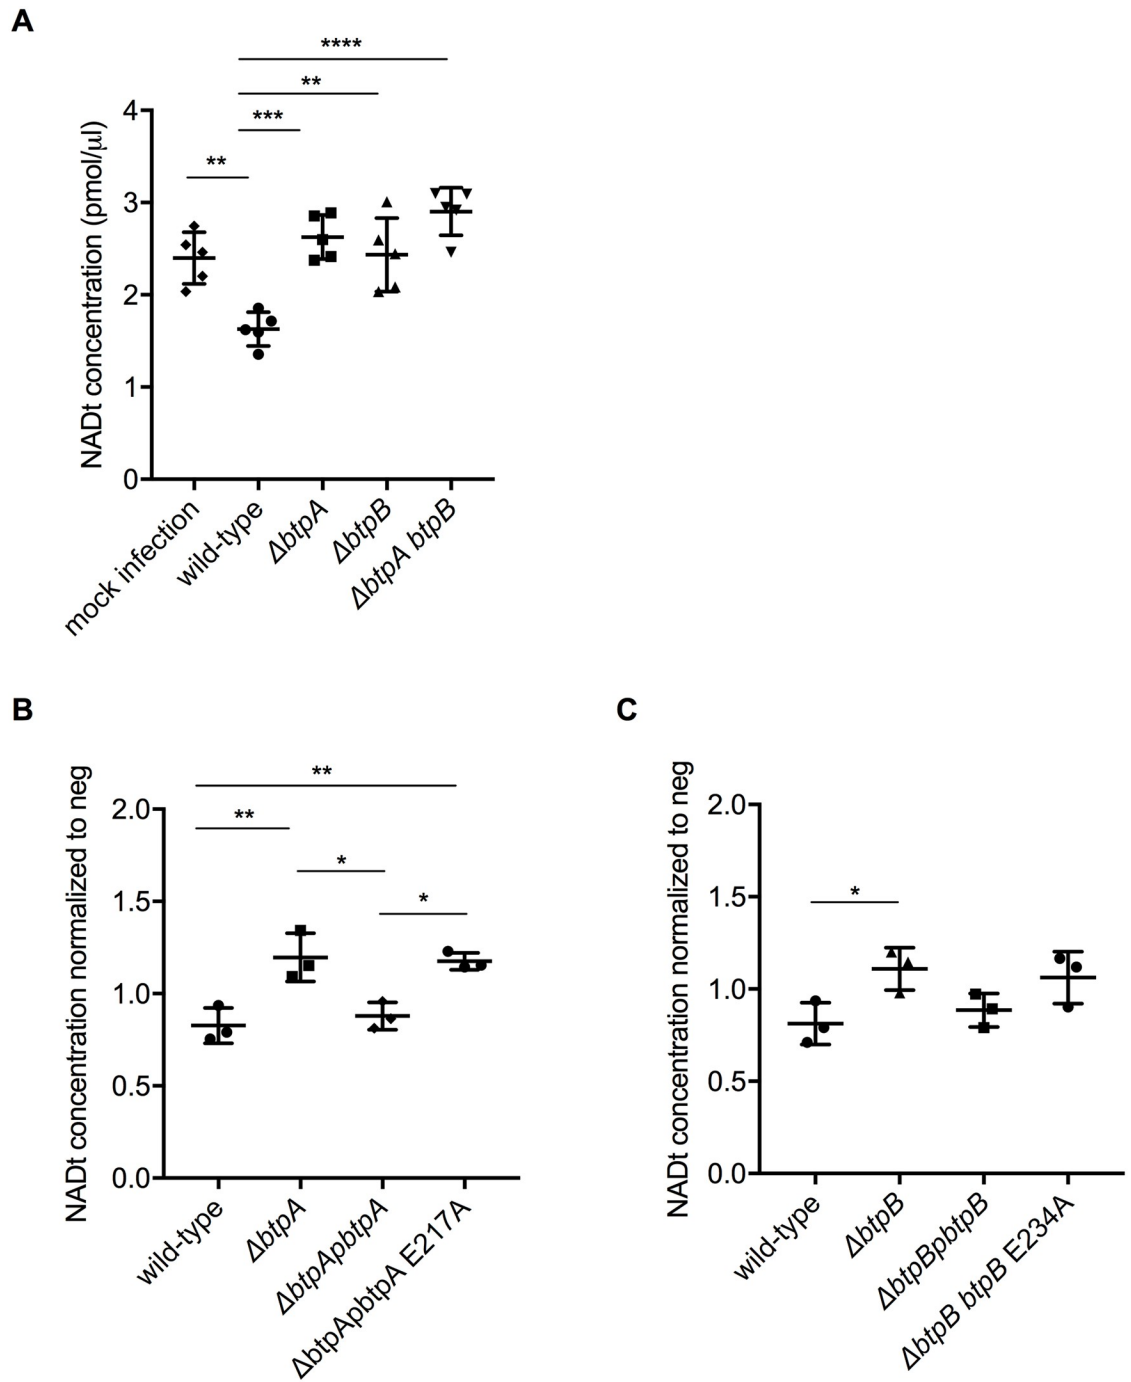 A
****
**
***
**
NADt concentration (pmol/μl)
4
3
2
1
0
mock infection
wild-type
ΔbtpA
ΔbtpB
ΔbtpA btpB
B
NADt concentration normalized to neg
**
**
*
*
2.0
1.5
1.0
0.5
0.0
wild-type
ΔbtpA
ΔbtpApbtpA
ΔbtpApbtpA E217A
C
NADt concentration normalized to neg
*
2.0
1.5
1.0
0.5
0.0
wild-type
ΔbtpB
ΔbtpBpbtpB
ΔbtpB btpB E234A